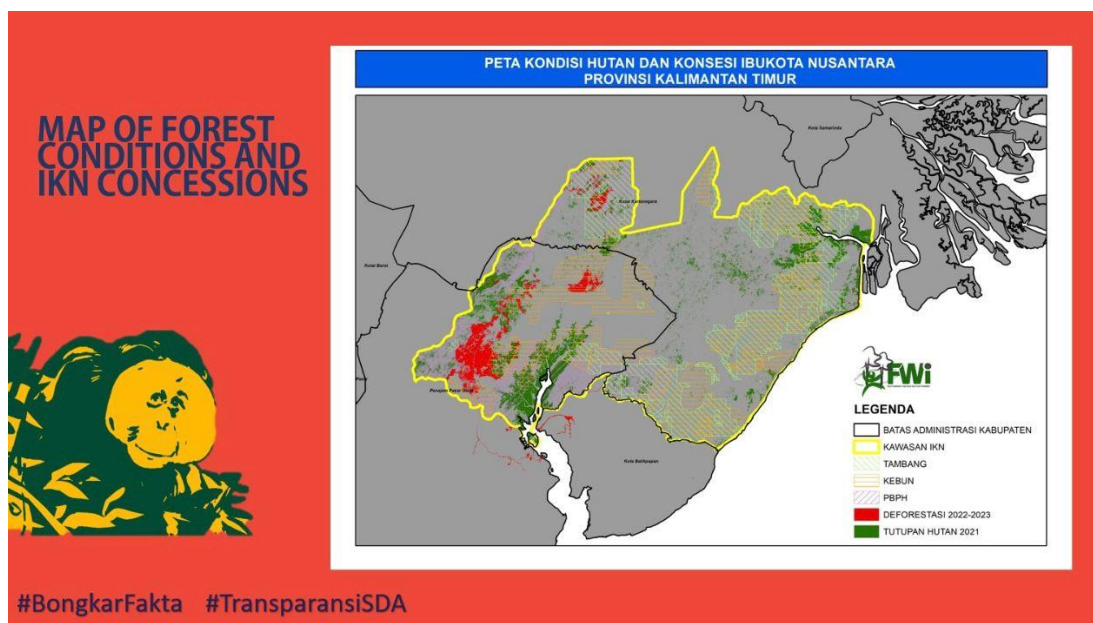 MAP OF FOREST
CONDITIONS AND
IKN CONCESSIONS
PETA KONDISI HUTAN DAN KONSESI IBUKOTA NUSANTARA
PROVINSI KALIMANTAN TIMUR
Kota Samarinda
Kutai Kartanegara
Kutai Barat
Penajam Paser Utara
Kota Balikpapan
FWi
LEGENDA
BATAS ADMINISTRASI KABUPATEN
KAWASAN IKN
TAMBANG
KEBUN
PBPH
DEFORESTASI 2022-2023
TUTUPAN HUTAN 2021
#BongkarFakta #TransparansiSDA